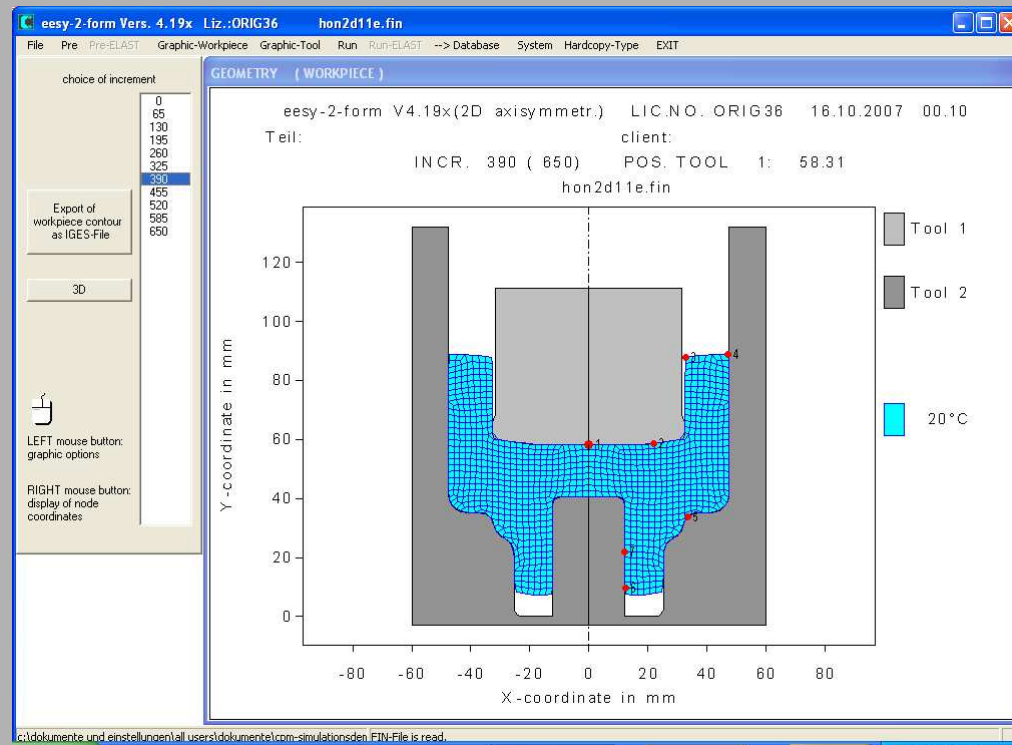 eesy-2-form Vers. 4.19x Liz.:ORIG36 hon2d11e.fin
File Pre Pre-ELAST Graphic-Workpiece Graphic-Tool Run Run-ELAST --> Database System Hardcopy-Type EXIT
choice of increment
0
65
130
195
260
325
390
455
520
585
650
Export of
workpiece contour
as IGES-File
3D
LEFT mouse button:
graphic options
RIGHT mouse button:
display of node
coordinates
GEOMETRY ( WORKPIECE )
eesy-2-form V4.19x(2D axisymmetr.) LIC.NO. ORIG36 16.10.2007 00.10
Teil: client:
INCR. 390 ( 650) POS. TOOL 1: 58.31
hon2d11e.fin
Tool 1
Tool 2
20°C
Y-coordinate in mm
120
100
80
60
40
20
0
3
4
1
2
5
7
6
-80 -60 -40 -20 0 20 40 60 80
X-coordinate in mm
c:\dokumente und einstellungen\all users\dokumente\cpm-simulationsden FIN-File is read.